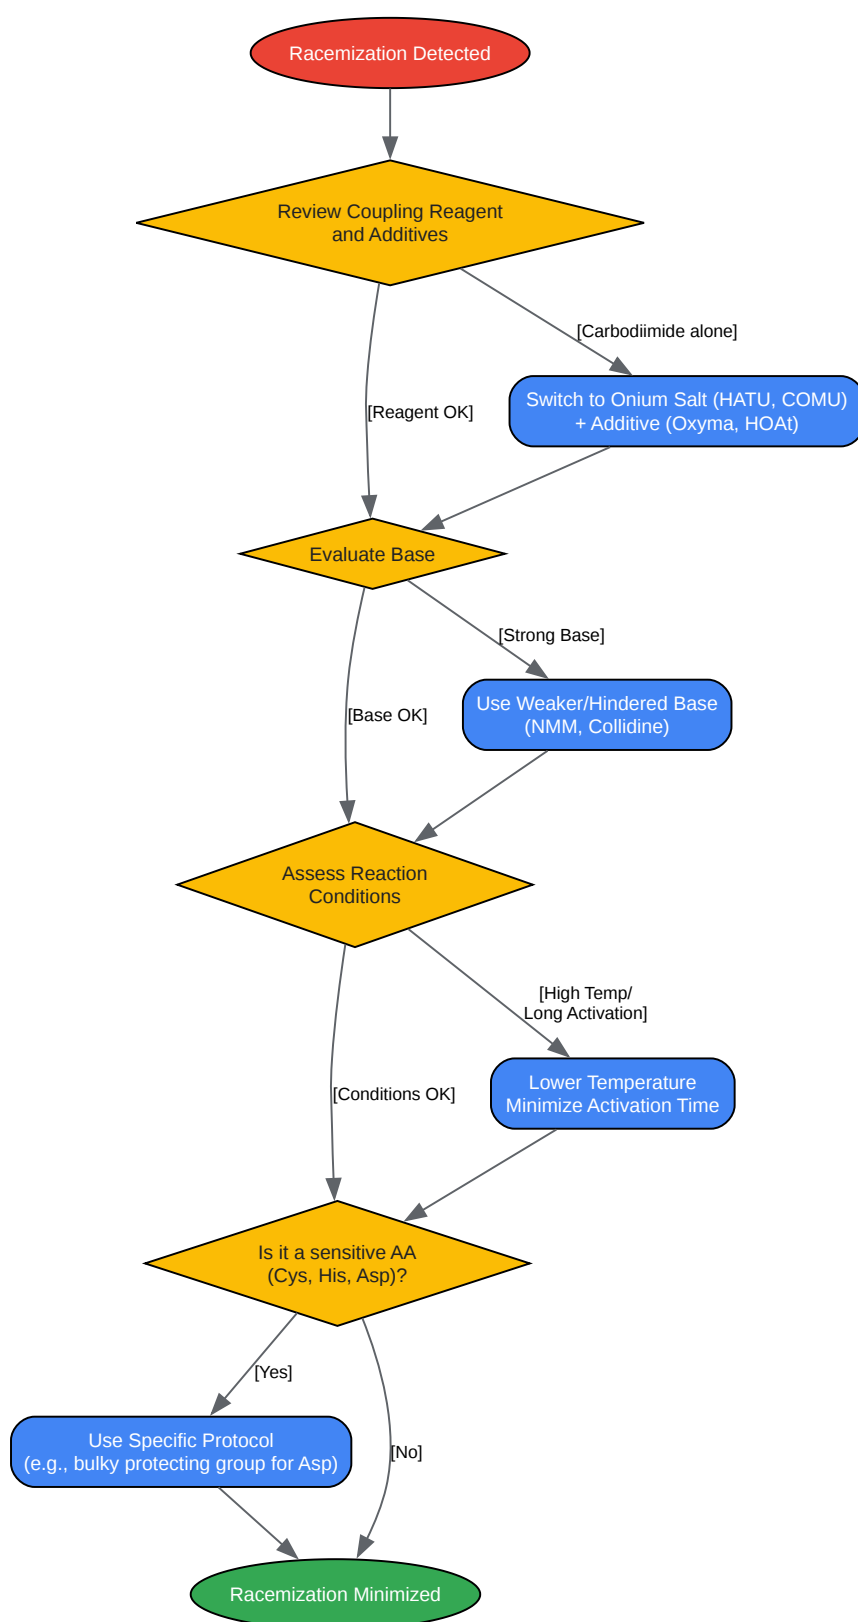 Racemization Detected
Review Coupling Reagent
and Additives
[Carbodiimide alone]
Switch to Onium Salt (HATU, COMU)
+ Additive (Oxyma, HOAt)
[Reagent OK]
Evaluate Base
[Strong Base]
Use Weaker/Hindered Base
(NMM, Collidine)
[Base OK]
Assess Reaction
Conditions
[High Temp/
Long Activation]
Lower Temperature
Minimize Activation Time
[Conditions OK]
Is it a sensitive AA
(Cys, His, Asp)?
[Yes]
Use Specific Protocol
(e.g., bulky protecting group for Asp)
[No]
Racemization Minimized